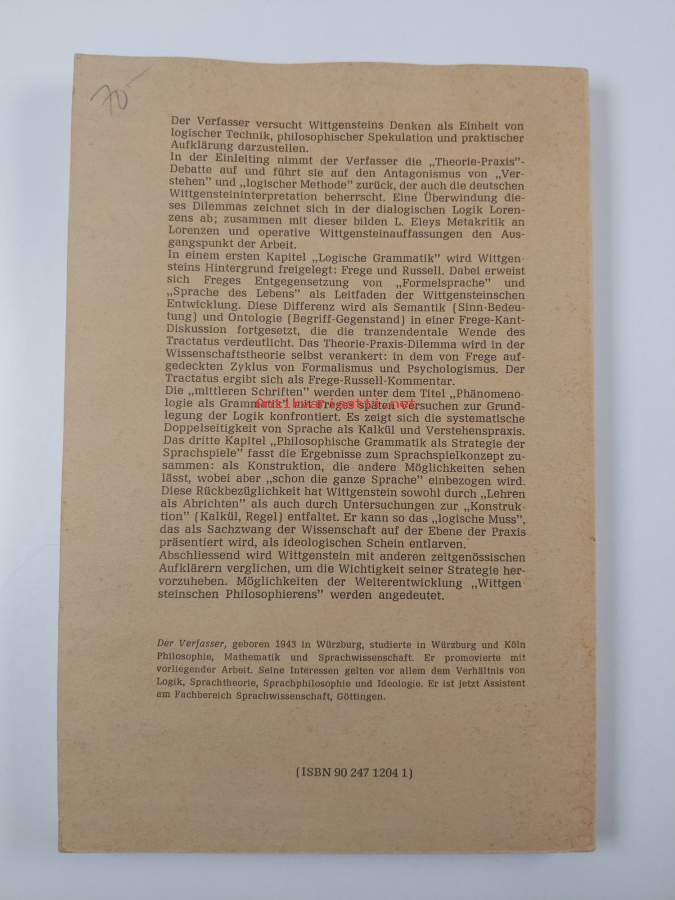 70
Der Verfasser versucht Wittgensteins Denken als Einheit von
logischer Technik, philosophischer Spekulation und praktischer
Aufklärung darzustellen.
In der Einleitung nimmt der Verfasser die „Theorie-Praxis"-
Debatte auf und führt sie auf den Antagonismus von „Ver-
stehen" und „logischer Methode" zurück, der auch die deutschen
Wittgensteininterpretation beherrscht. Eine Überwindung die-
ses Dilemmas zeichnet sich in der dialogischen Logik Loren-
zens ab; zusammen mit dieser bilden L. Eleys Metakritik an
Lorenzen und operative Wittgensteinauffassungen den Aus-
gangspunkt der Arbeit.
In einem ersten Kapitel „Logische Grammatik" wird Wittgen-
steins Hintergrund freigelegt: Frege und Russell. Dabei erweist
sich Freges Entgegensetzung von „Formelsprache" und
„Sprache des Lebens" als Leitfaden der Wittgensteinschen
Entwicklung. Diese Differenz wird als Semantik (Sinn-Bedeu-
tung) und Ontologie (Begriff-Gegenstand) in einer Frege-Kant-
Diskussion fortgesetzt, die die tranzendentale Wende des
Tractatus verdeutlicht. Das Theorie-Praxis-Dilemma wird in der
Wissenschaftstheorie selbst verankert: in dem von Frege auf-
gedeckten Zyklus von Formalismus und Psychologismus. Der
Tractatus ergibt sich als Frege-Russell-Kommentar.
Die „mittleren Schriften" werden unter dem Titel „Phänomeno-
logie als Grammatik" mit Freges späten Versuchen zur Grund-
legung der Logik konfrontiert. Es zeigt sich die systematische
Doppelseitigkeit von Sprache als Kalkül und Verstehenspraxis.
Das dritte Kapitel „Philosophische Grammatik als Strategie der
Sprachspiele" fasst die Ergebnisse zum Sprachspielkonzept zu-
sammen: als Konstruktion, die andere Möglichkeiten sehen
lässt, wobei aber „schon die ganze Sprache" einbezogen wird.
Diese Rückbezüglichkeit hat Wittgenstein sowohl durch „Lehren
als Abrichten" als auch durch Untersuchungen zur „Konstruk-
tion" (Kalkül, Regel) entfaltet. Er kann so das „logische Muss",
das als Sachzwang der Wissenschaft auf der Ebene der Praxis
präsentiert wird, als ideologischen Schein entlarven.
Abschliessend wird Wittgenstein mit anderen zeitgenössischen
Aufklärern verglichen, um die Wichtigkeit seiner Strategie her-
vorzuheben. Möglichkeiten der Weiterentwicklung „Wittgen
steinschen Philosophierens" werden angedeutet.
Der Verfasser, geboren 1943 in Würzburg, studierte in Würzburg und Köln
Philosophie, Mathematik und Sprachwissenschaft. Er promovierte mit
vorliegender Arbeit. Seine Interessen gelten vor allem dem Verhältnis von
Logik, Sprachtheorie, Sprachphilosophie und Ideologie. Er ist jetzt Assistent
am Fachbereich Sprachwissenschaft, Göttingen.
(ISBN 90 247 1204 1)